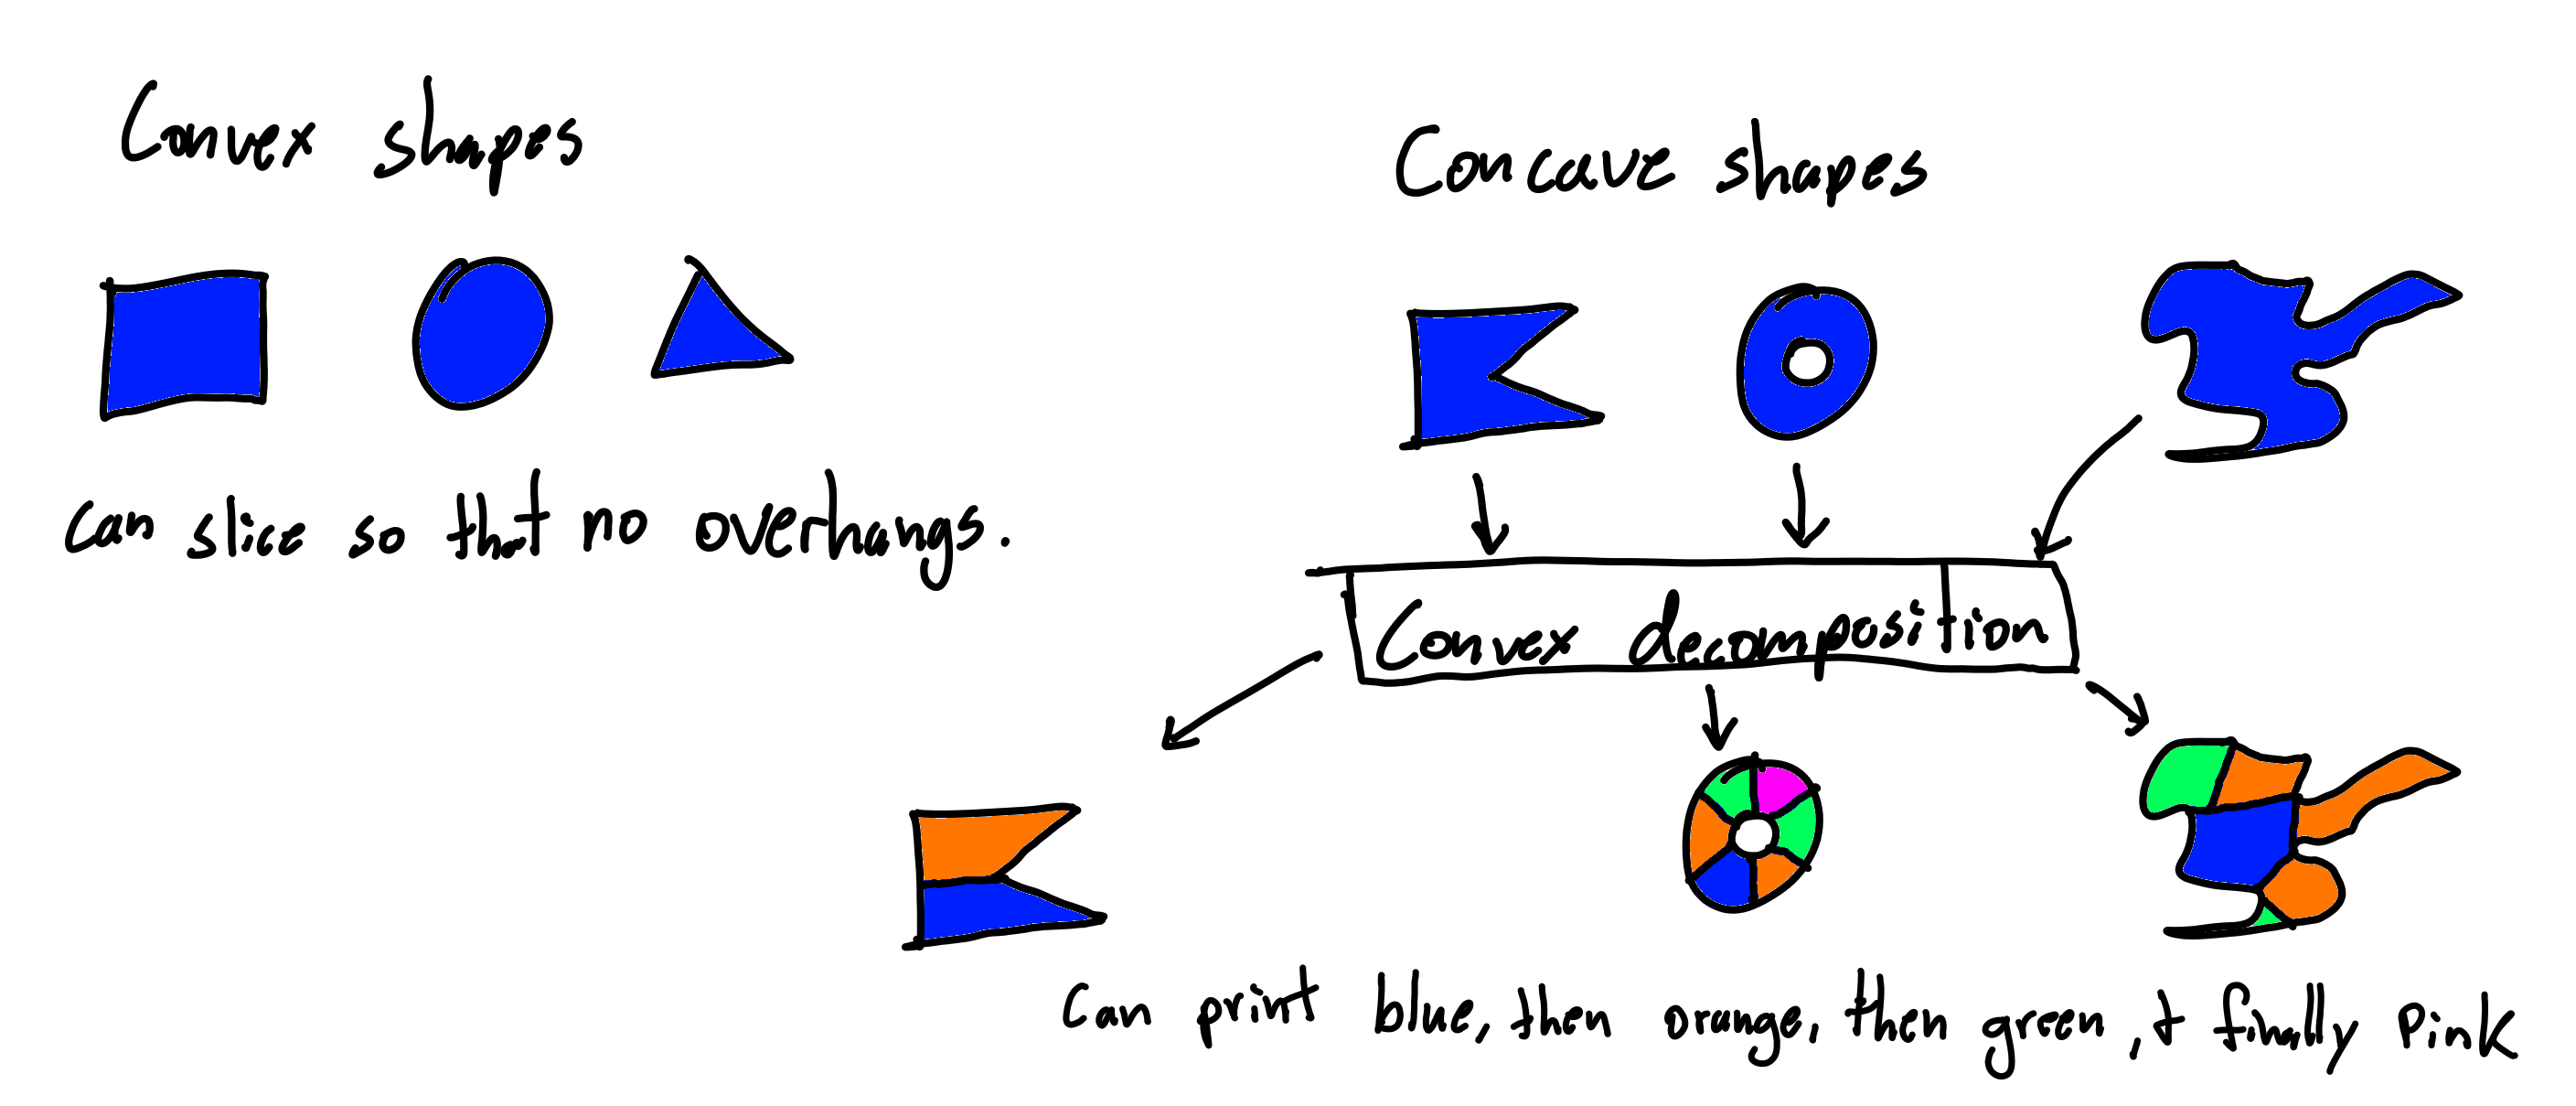 Convex shapes
Concave shapes
Can slice so that no overhangs.
Convex decomposition
Can print blue, then orange, then green, + finally pink